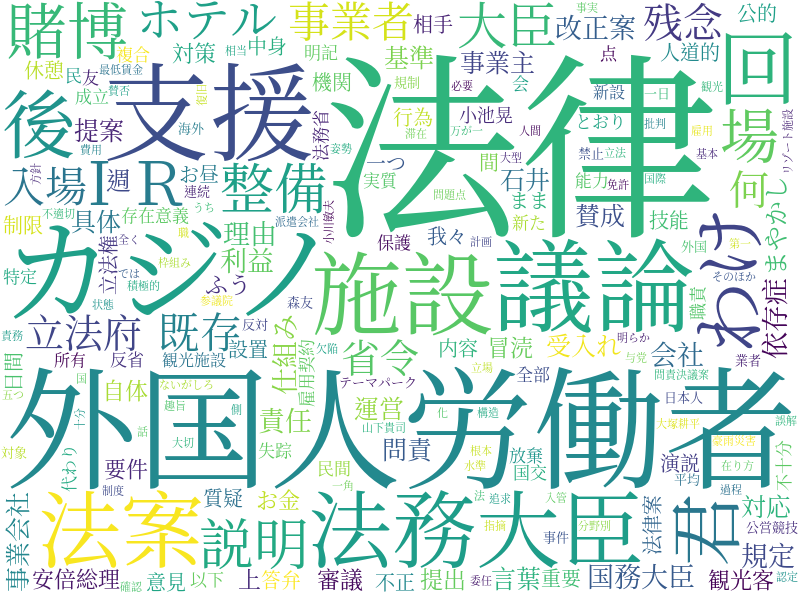 賭博
ホテル
事業者
相手
大臣
改正案
残念
公的
事実
回
場
複合
対策
相当
中身
明記
基準
事業主
点
人道的
休憩
民友
最低賃金
機関
規制
会
新設
一日
観光
後
支援
法律
成立
賛否
復旧
法務省
行為
小池晃
必要
とおり
批判
雇用
リゾート施設
提案
海外
滞在
万が一
人間
禁止
立法
費用
姿勢
一つ
間
大型
基本
方針
入場
ＩＲ
週
お昼
整備
実質
石井
能力
免許
国際
何
連続
まま
まやかし
不適切
うち
問題点
賛成
制限
具体
存在意義
派遣会社
小川敏夫
我々
新た
技能
職
理由
保護
計画
外国
第一
特定
立法権
全く
では
枠組み
利益
そのほか
カジノ
積極的
ふう
施設
議論
わけ
依存症
状態
参議院
森友
職責
責務
立法府
既存
反対
仕組み
欠陥
省令
内容
冒涜
受入れ
明らか
与党
会社
業者
五日間
所有
反省
観光施設
設置
雇用契約
テーマパーク
立場
全部
問責決議案
日本人
五つ
国
ないがしろ
自体
趣旨
側
責任
運営
化
構造
大塚耕平
豪雨災害
誤解
外国人労働者
対象
十分
話
大切
失踪
山下貴司
問責
根本
水準
放棄
国交
演説
平均
在り方
不十分
代わり
要件
制度
民間
一角
過程
事業会社
法案
質疑
お金
説明
法務大臣
法
追求
入管
法律案
君
対応
公営競技
指摘
事件
分野別
規定
安倍総理
確認
意見
以下
上
答弁
審議
不正
提出
委任
言葉
重要
国務大臣
観光客
認定